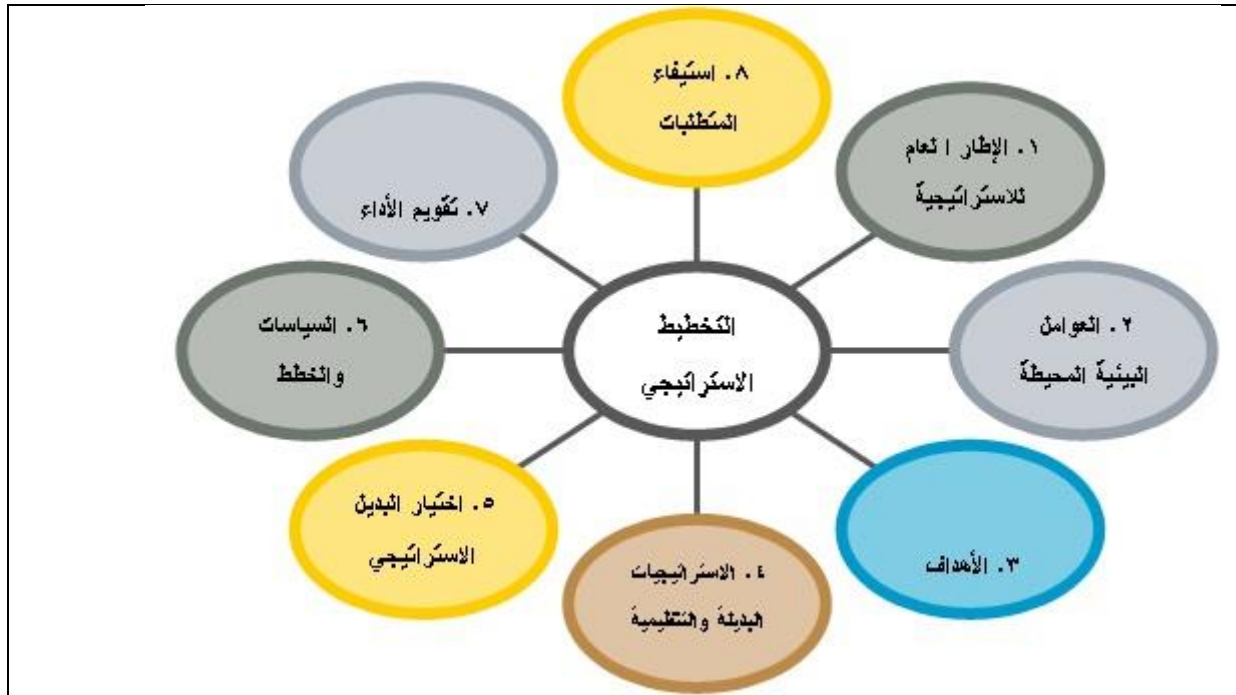 التخطيط
الاستراتيجي
١. الإطار العام
للاستراتيجية
٢. العوامل
البيئية المحيطة
٣. الأهداف
٤. الاستراتيجيات
البديلة والتنظيمية
٥. اختيار البديل
الاستراتيجي
٦. السياسات
والخطط
٧. تقويم الأداء
٨. استيفاء
المتطلبات